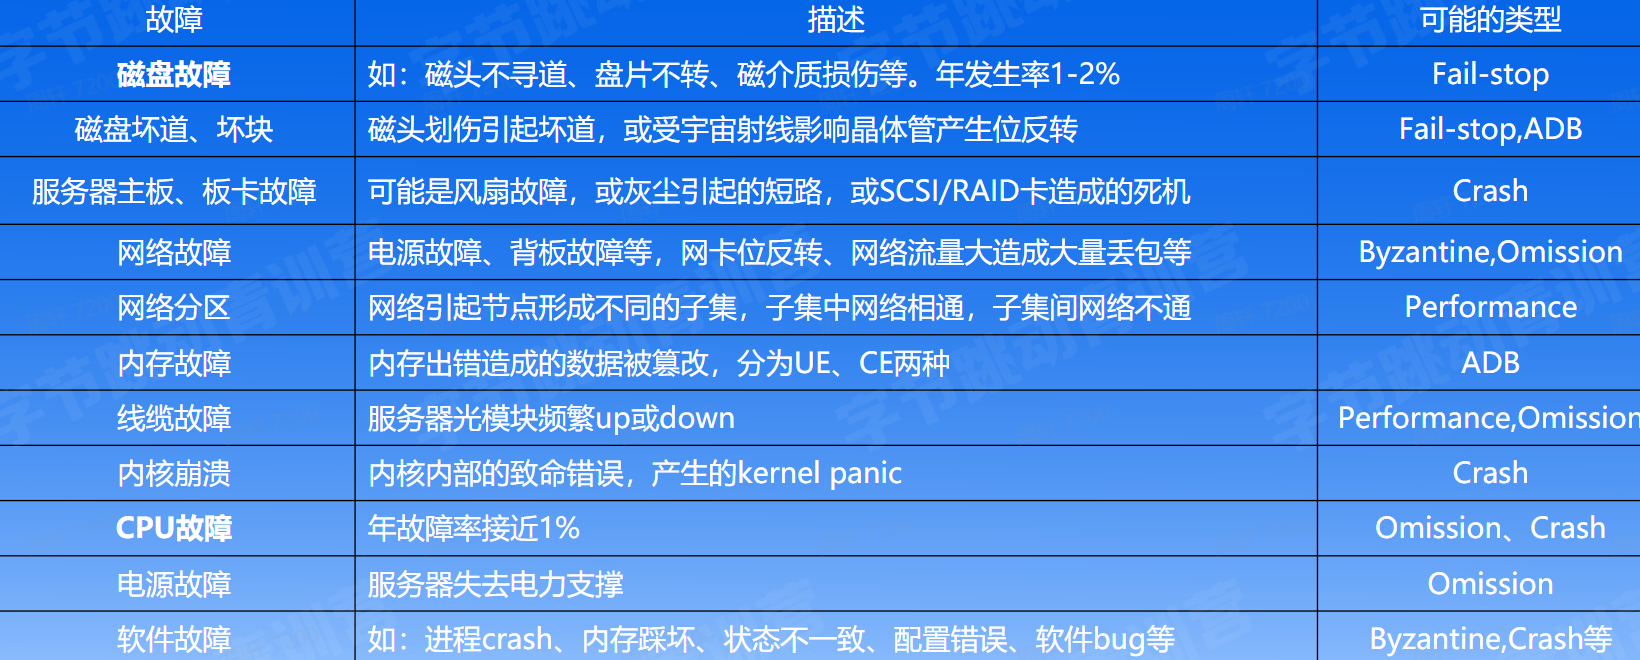 故障 描述 可能的类型
磁盘故障 如：磁头不寻道、盘片不转、磁介质损伤等。年发生率1-2% Fail-stop
磁盘坏道、坏块 磁头划伤引起坏道，或受宇宙射线影响晶体管产生位反转 Fail-stop,ADB
服务器主板、板卡故障 可能是风扇故障，或灰尘引起的短路，或SCSI/RAID卡造成的死机 Crash
网络故障 电源故障、背板故障等，网卡位反转、网络流量大造成大量丢包等 Byzantine,Omission
网络分区 网络引起节点形成不同的子集，子集中网络相通，子集间网络不通 Performance
内存故障 内存出错造成的数据被篡改，分为UE、CE两种 ADB
线缆故障 服务器光模块频繁up或down Performance,Omission
内核崩溃 内核内部的致命错误，产生的kernel panic Crash
CPU故障 年故障率接近1% Omission、Crash
电源故障 服务器失去电力支撑 Omission
软件故障 如：进程crash、内存踩坏、状态不一致、配置错误、软件bug等 Byzantine,Crash等
字节跳动青训营